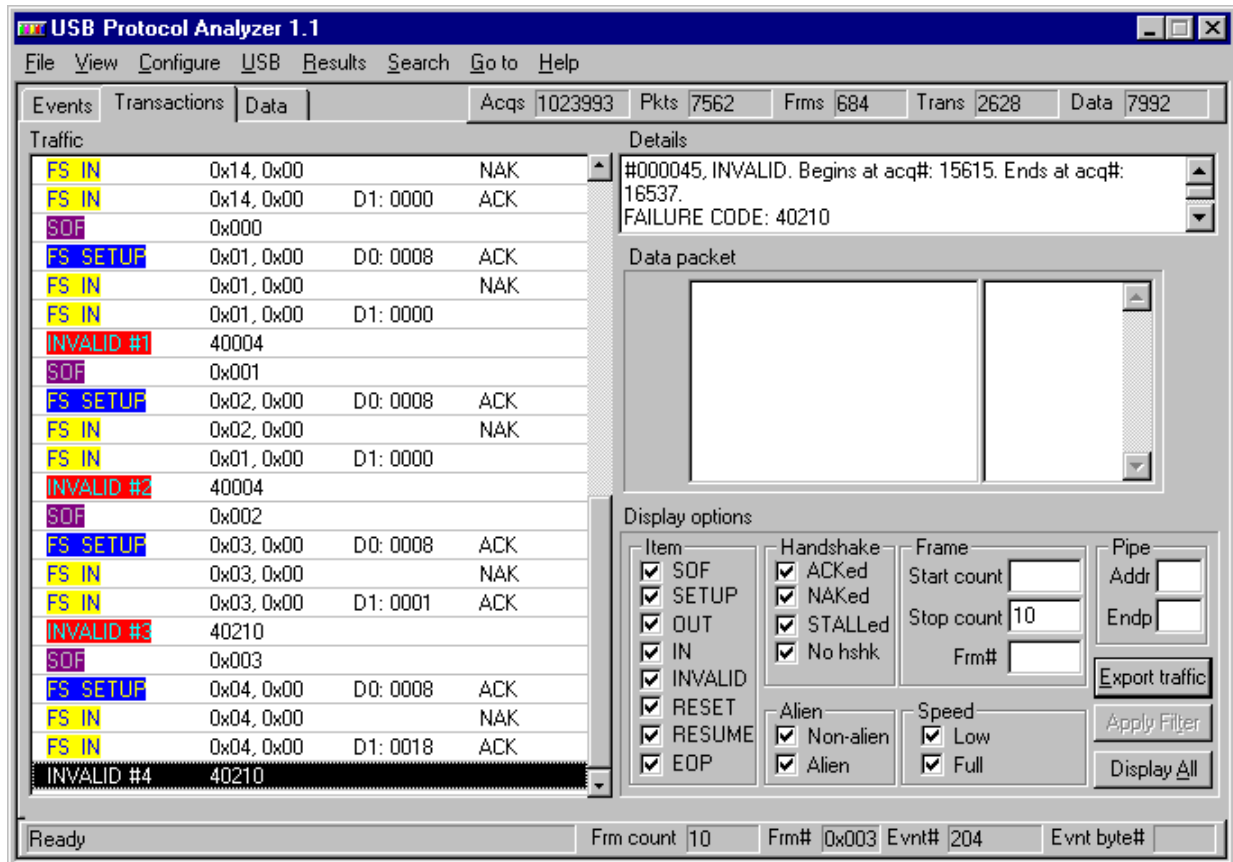 USB Protocol Analyzer 1.1
File View Configure USB Results Search Go to Help
Events Transactions Data Acqs 1023993 Pkts 7562 Frms 684 Trans 2628 Data 7992
Traffic
FS IN 0x14, 0x00 NAK
FS IN 0x14, 0x00 D1: 0000 ACK
SOF 0x000
FS SETUP 0x01, 0x00 D0: 0008 ACK
FS IN 0x01, 0x00 NAK
FS IN 0x01, 0x00 D1: 0000
INVALID #1 40004
SOF 0x001
FS SETUP 0x02, 0x00 D0: 0008 ACK
FS IN 0x02, 0x00 NAK
FS IN 0x01, 0x00 D1: 0000
INVALID #2 40004
SOF 0x002
FS SETUP 0x03, 0x00 D0: 0008 ACK
FS IN 0x03, 0x00 NAK
FS IN 0x03, 0x00 D1: 0001 ACK
INVALID #3 40210
SOF 0x003
FS SETUP 0x04, 0x00 D0: 0008 ACK
FS IN 0x04, 0x00 NAK
FS IN 0x04, 0x00 D1: 0018 ACK
INVALID #4 40210
Details
#000045, INVALID. Begins at acq#: 15615. Ends at acq#:
16537.
FAILURE CODE: 40210
Data packet
Display options
Item
SOF
SETUP
OUT
IN
INVALID
RESET
RESUME
EOP
Handshake
ACKed
NAKed
STALLed
No hshk
Alien
Non-alien
Alien
Frame
Start count
Stop count 10
Frm#
Speed
Low
Full
Pipe
Addr
Endp
Export traffic
Apply Filter
Display All
Ready Frm count 10 Frm# 0x003 Evnt# 204 Evnt byte#